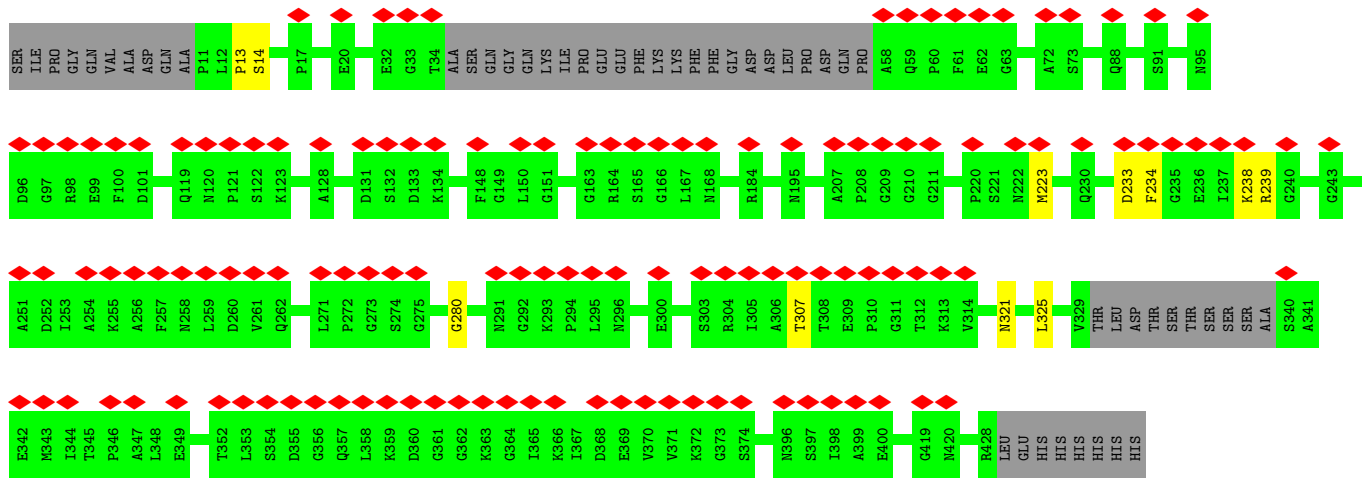 SER ILE PRO GLY GLN VAL ALA ASP GLN ALA P11 L12 P13 S14 P17 E20 E32 G33 T34 ALA SER GLN GLY GLN LYS ILE PRO GLU GLU PHE LYS LYS PHE PHE GLY ASP ASP LEU PRO ASP GLN PRO A58 Q59 P60 F61 E62 G63 A72 S73 Q88 S91 N95
D96 G97 R98 E99 F100 D101 Q119 N120 P121 S122 K123 A128 D131 S132 D133 K134 F148 G149 L150 G151 G163 R164 S165 G166 L167 N168 R184 N195 A207 P208 G209 G210 G211 P220 S221 N222 M223 Q230 D233 F234 G235 E236 I237 K238 R239 G240 G243
A251 D252 I253 A254 K255 A256 F257 N258 L259 D260 V261 Q262 L271 P272 G273 S274 G275 G280 N291 G292 K293 P294 L295 N296 E300 S303 R304 I305 A306 T307 T308 E309 P310 G311 T312 K313 V314 N321 L325 V329 THR LEU ASP THR SER THR SER SER SER ALA S340 A341
E342 M343 I344 T345 P346 A347 L348 E349 T352 L353 S354 D355 G356 Q357 L358 K359 D360 G361 G362 K363 G364 I365 K366 I367 D368 E369 V370 V371 K372 G373 S374 N396 S397 I398 A399 E400 G419 N420 R428 LEU GLU HIS HIS HIS HIS HIS HIS